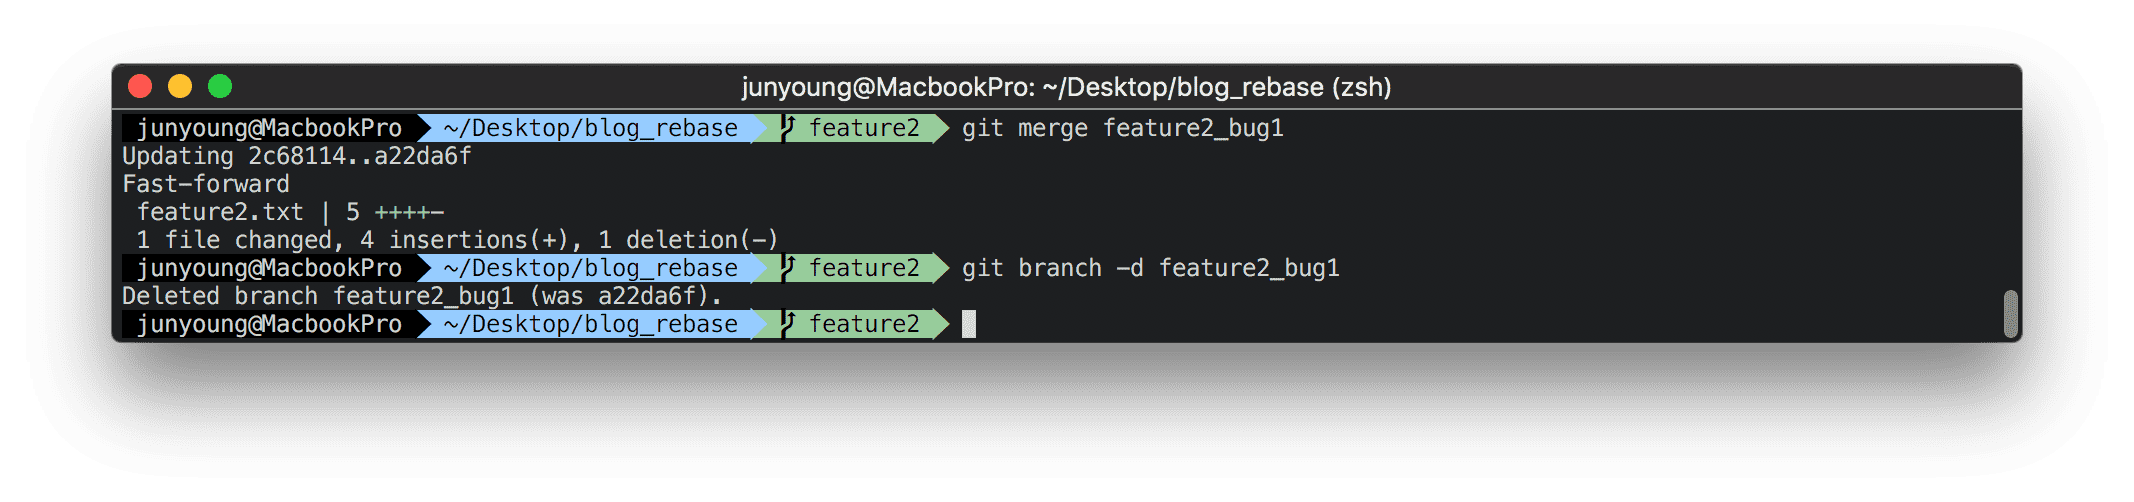 junyoung@MacbookPro: ~/Desktop/blog_rebase (zsh)
junyoung@MacbookPro ~/Desktop/blog_rebase feature2 git merge feature2_bug1
Updating 2c68114..a22da6f
Fast-forward
feature2.txt | 5 ++++-
1 file changed, 4 insertions(+), 1 deletion(-)
junyoung@MacbookPro ~/Desktop/blog_rebase feature2 git branch -d feature2_bug1
Deleted branch feature2_bug1 (was a22da6f).
junyoung@MacbookPro ~/Desktop/blog_rebase feature2